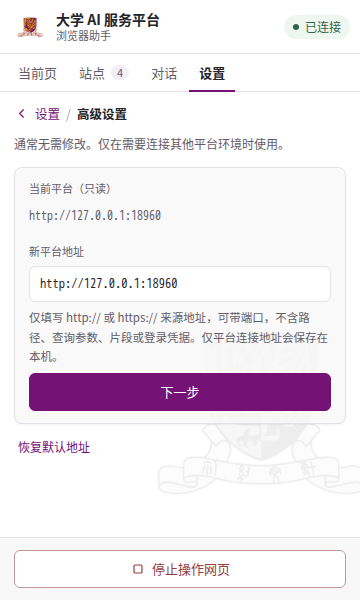 大学 AI 服务平台
浏览器助手
已连接
当前页 站点 4 对话 设置
设置 / 高级设置
通常无需修改。仅在需要连接其他平台环境时使用。
当前平台（只读）
http://127.0.0.1:18960
新平台地址
http://127.0.0.1:18960
仅填写 http:// 或 https:// 来源地址，可带端口，不含路
径、查询参数、片段或登录凭据。仅平台连接地址会保存在
本机。
下一步
恢复默认地址
停止操作网页